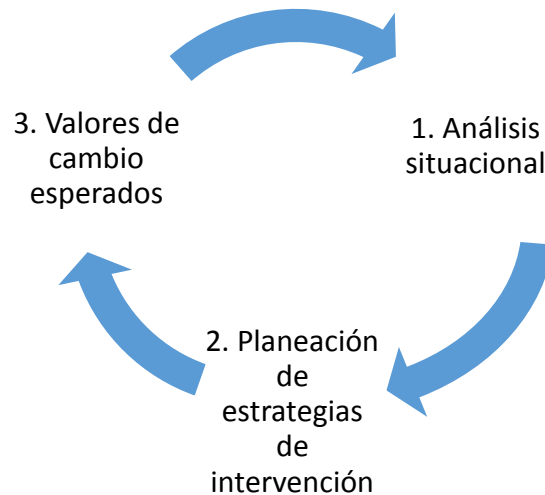 1. Análisis
situacional
2. Planeación
de
estrategias
de
intervención
3. Valores de
cambio
esperados